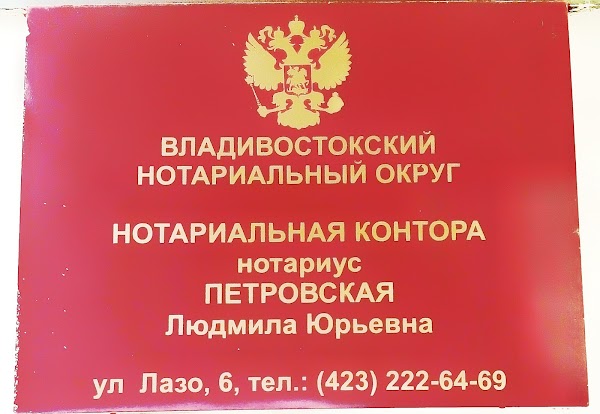 ВЛАДИВОСТОКСКИЙ
НОТАРИАЛЬНЫЙ ОКРУГ
НОТАРИАЛЬНАЯ КОНТОРА
нотариус
ПЕТРОВСКАЯ
Людмила Юрьевна
ул Лазо, 6, тел.: (423) 222-64-69